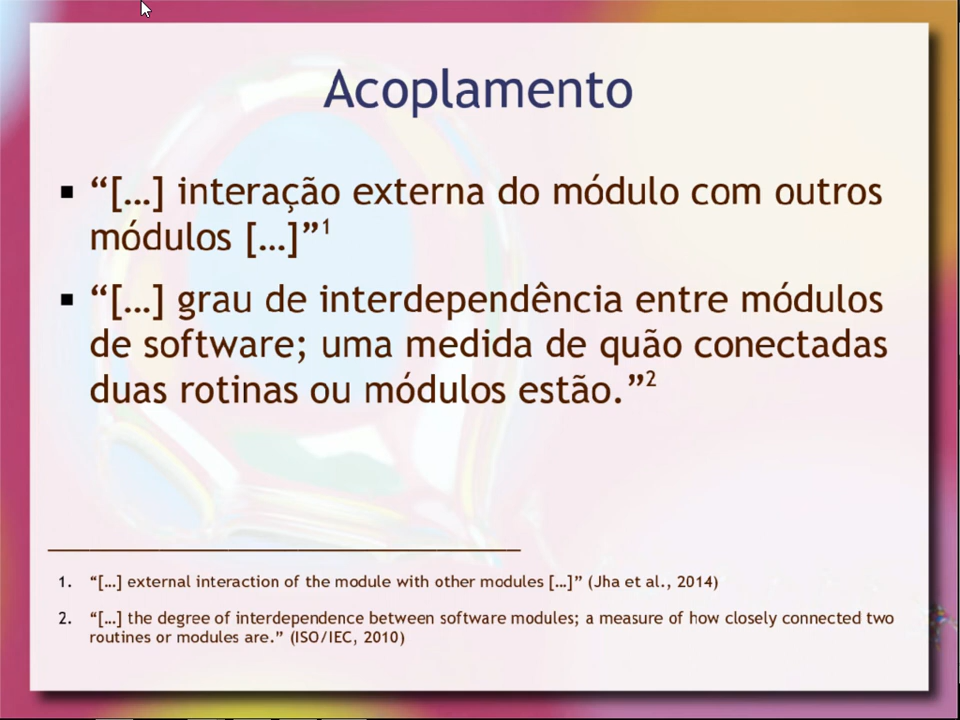 Acoplamento
▪ “[…] interação externa do módulo com outros
módulos […]”1
▪ “[…] grau de interdependência entre módulos
de software; uma medida de quão conectadas
duas rotinas ou módulos estão.”2
1. “[…] external interaction of the module with other modules […]” (Jha et al., 2014)
2. “[…] the degree of interdependence between software modules; a measure of how closely connected two
routines or modules are.” (ISO/IEC, 2010)